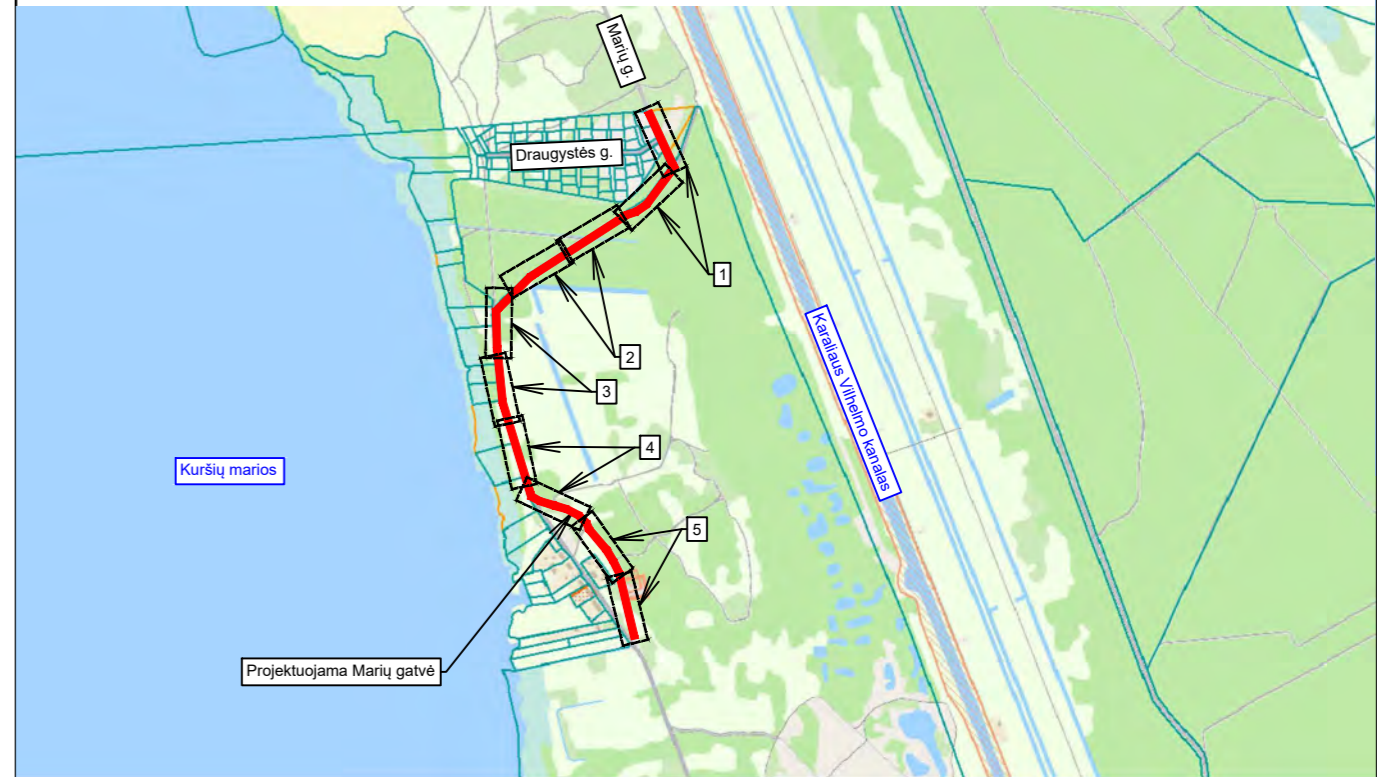 Marių g.
Draugystės g.
1
2
3
Karaliaus Vilhelmo kanalas
4
Kuršių marios
5
Projektuojama Marių gatvė